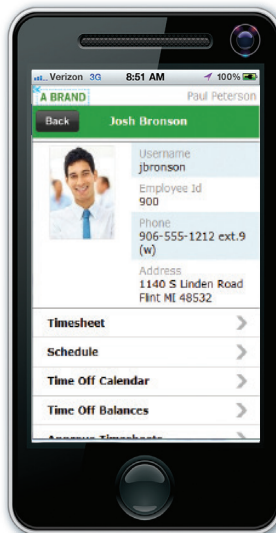 Verizon 3G 8:51 AM 100%
A BRAND Paul Peterson
Back Josh Bronson
Username
jbronson
Employee Id
900
Phone
906-555-1212 ext.9
(w)
Address
1140 S Linden Road
Flint MI 48532
Timesheet
Schedule
Time Off Calendar
Time Off Balances
Approve Timesheets